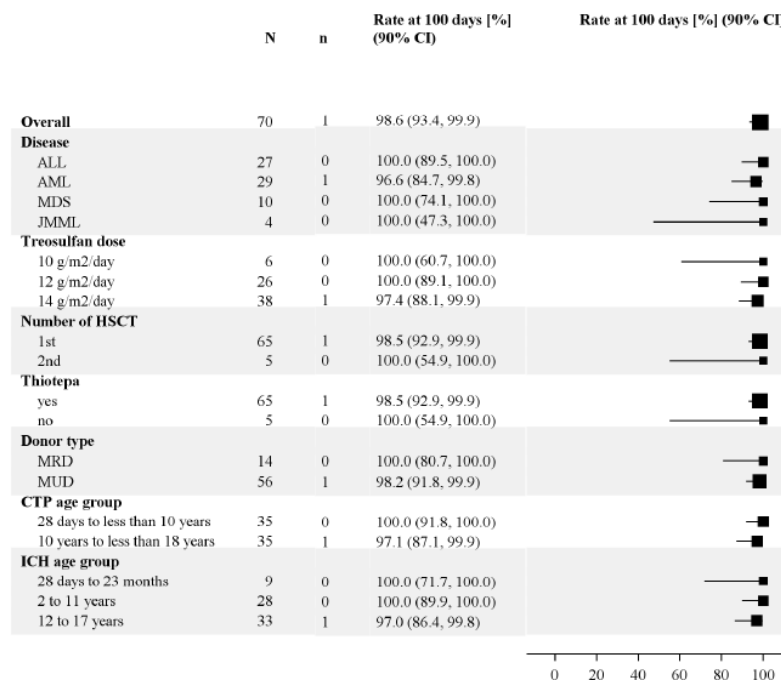 Rate at 100 days [%] Rate at 100 days [%] (90% CI)
N n (90% CI)
Overall 70 1 98.6 (93.4, 99.9)
Disease
ALL 27 0 100.0 (89.5, 100.0)
AML 29 1 96.6 (84.7, 99.8)
MDS 10 0 100.0 (74.1, 100.0)
JMML 4 0 100.0 (47.3, 100.0)
Treosulfan dose
10 g/m2/day 6 0 100.0 (60.7, 100.0)
12 g/m2/day 26 0 100.0 (89.1, 100.0)
14 g/m2/day 38 1 97.4 (88.1, 99.9)
Number of HSCT
1st 65 1 98.5 (92.9, 99.9)
2nd 5 0 100.0 (54.9, 100.0)
Thiotepa
yes 65 1 98.5 (92.9, 99.9)
no 5 0 100.0 (54.9, 100.0)
Donor type
MRD 14 0 100.0 (80.7, 100.0)
MUD 56 1 98.2 (91.8, 99.9)
CTP age group
28 days to less than 10 years 35 0 100.0 (91.8, 100.0)
10 years to less than 18 years 35 1 97.1 (87.1, 99.9)
ICH age group
28 days to 23 months 9 0 100.0 (71.7, 100.0)
2 to 11 years 28 0 100.0 (89.9, 100.0)
12 to 17 years 33 1 97.0 (86.4, 99.8)
0 20 40 60 80 100